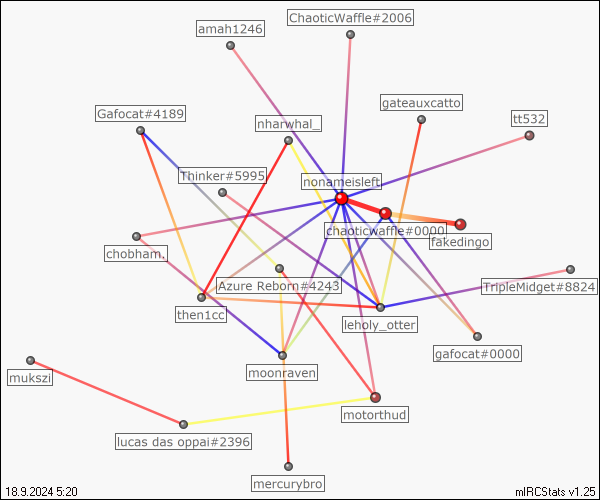 ChaoticWaffle#2006
amah1246
gateauxcatto
Gafocat#4189
tt532
nharwhal_
Thinker#5995
nonameisleft
chaoticwaffle#0000
fakedingo
chobham.
Azure Reborn#4243
TripleMidget#8824
then1cc
leholy_otter
gafocat#0000
moonraven
mukszi
motorthud
lucas das oppai#2396
mercurybro
18.9.2024 5:20
mIRCStats v1.25